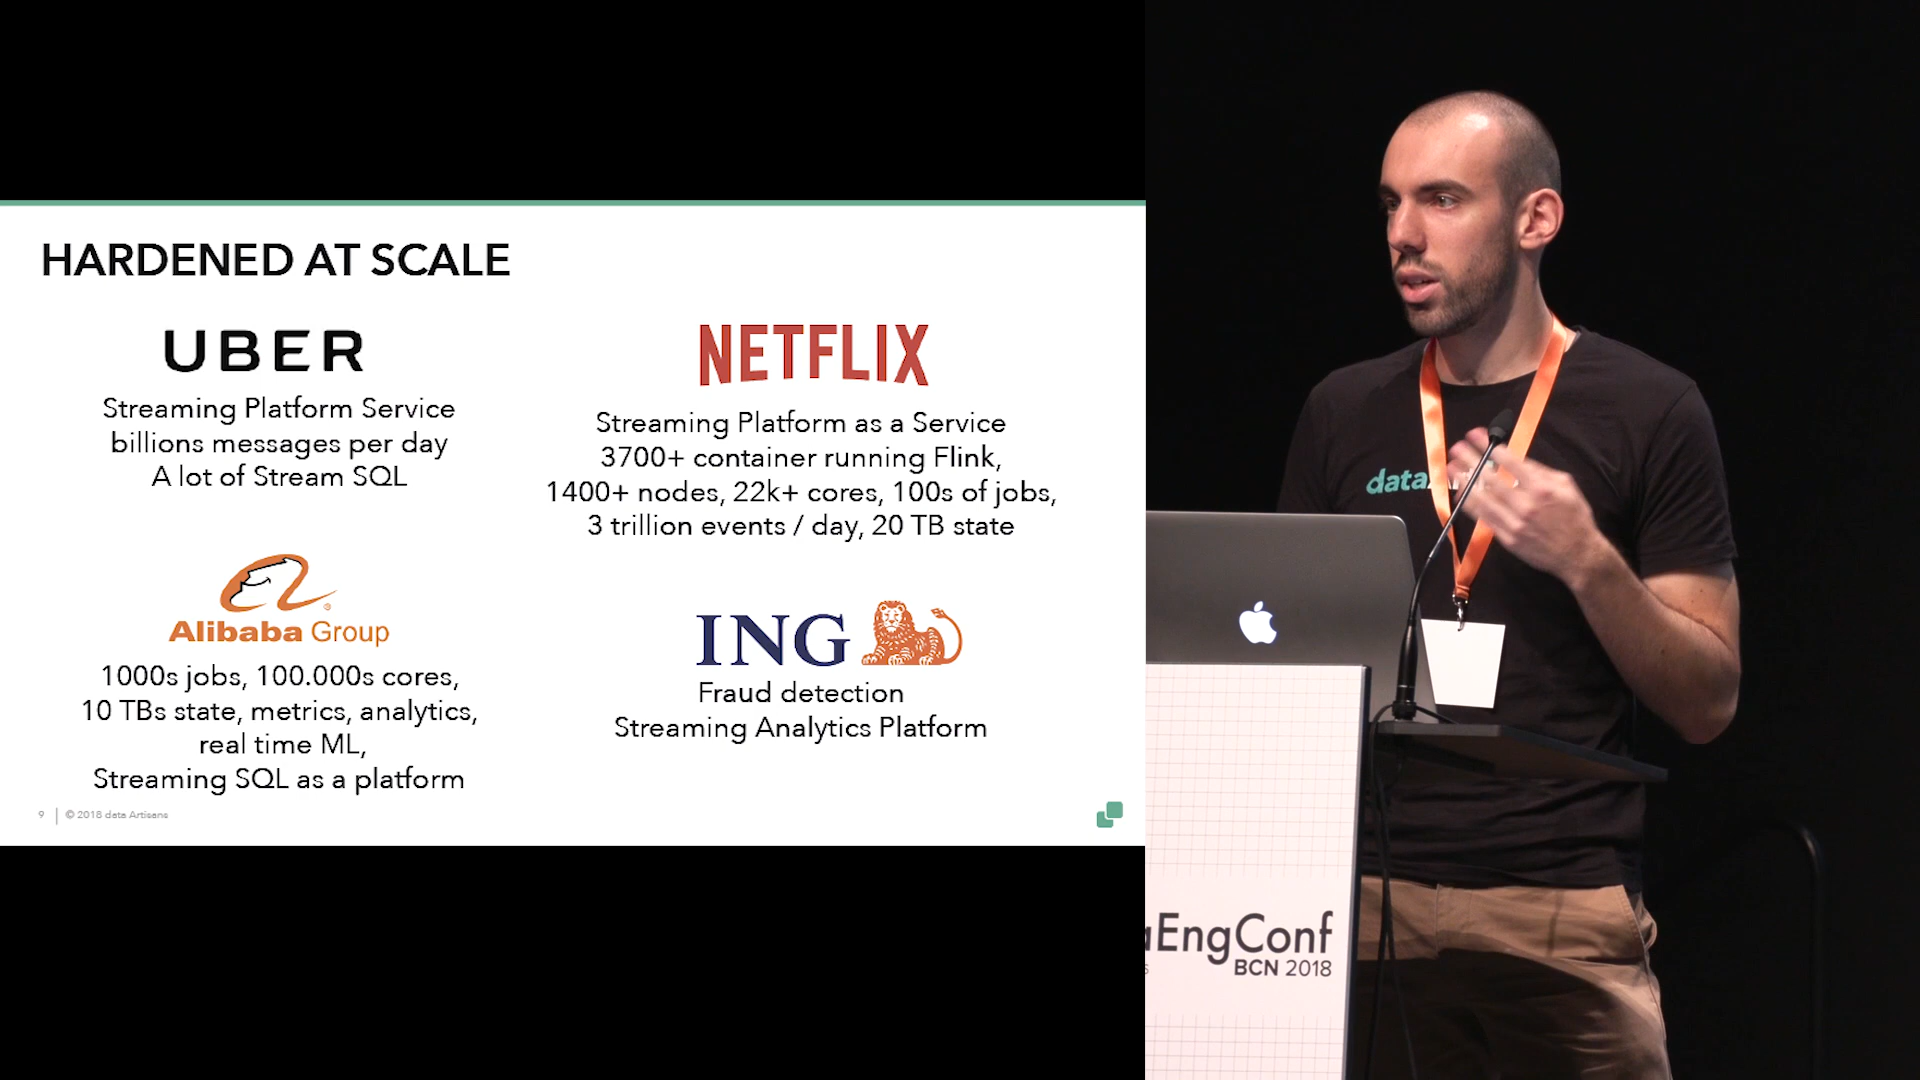 HARDENED AT SCALE
UBER
Streaming Platform Service
billions messages per day
A lot of Stream SQL
NETFLIX
Streaming Platform as a Service
3700+ container running Flink,
1400+ nodes, 22k+ cores, 100s of jobs,
3 trillion events / day, 20 TB state
Alibaba Group
1000s jobs, 100.000s cores,
10 TBs state, metrics, analytics,
real time ML,
Streaming SQL as a platform
ING
Fraud detection
Streaming Analytics Platform
9 | © 2018 data Artisans
data
aEngConf
BCN 2018